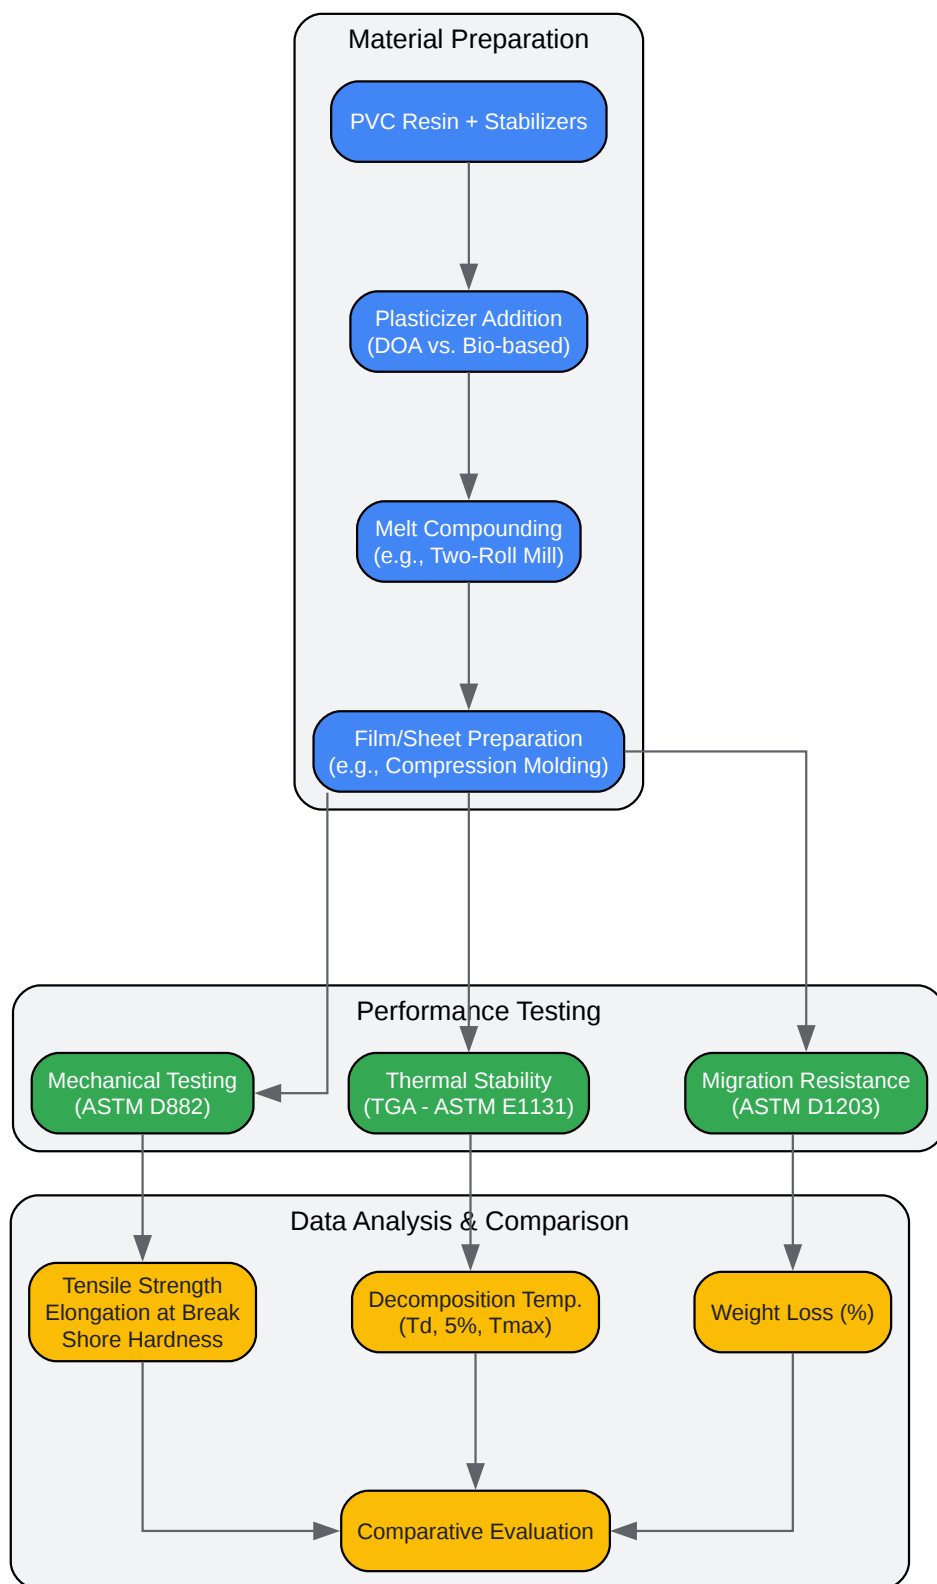 Material Preparation
PVC Resin + Stabilizers
Plasticizer Addition
(DOA vs. Bio-based)
Melt Compounding
(e.g., Two-Roll Mill)
Film/Sheet Preparation
(e.g., Compression Molding)
Performance Testing
Mechanical Testing
(ASTM D882)
Thermal Stability
(TGA - ASTM E1131)
Migration Resistance
(ASTM D1203)
Data Analysis & Comparison
Tensile Strength
Elongation at Break
Shore Hardness
Decomposition Temp.
(Td, 5%, Tmax)
Weight Loss (%)
Comparative Evaluation